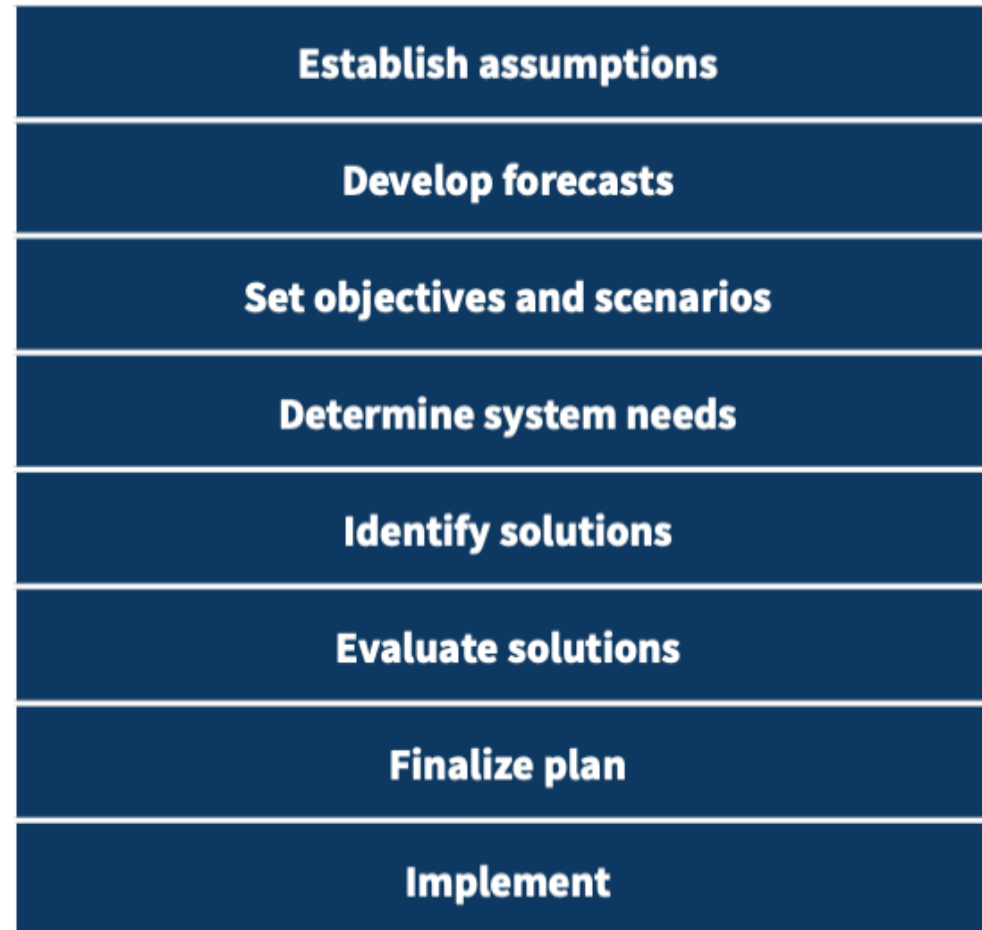 Establish assumptions
Develop forecasts
Set objectives and scenarios
Determine system needs
Identify solutions
Evaluate solutions
Finalize plan
Implement